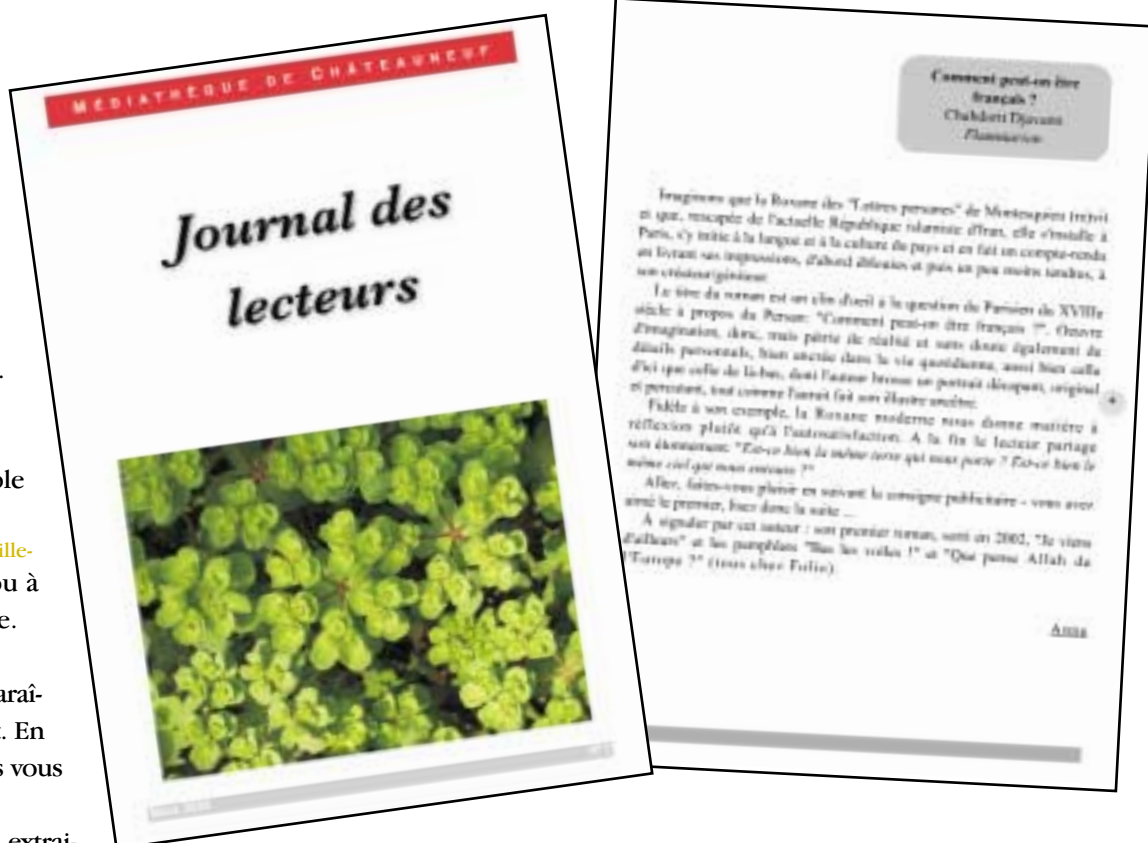 MÉDIATHÈQUE DE CHÂTEAUNEUF
Journal des
lecteurs
ble
ille-
ou à
e.
araî-
t. En
s vous
extrai-
Comment peut-on être
français ?
Chahdortt Djavann
Flammarion
Imaginons que la Roxane des "Lettres persanes" de Montesquieu
et que, rescapée de l'actuelle République islamiste d'Iran, elle s'installe à
Paris, s'y initie à la langue et à la culture du pays et en fait un compte-rendu
en livrant ses impressions, d'abord et puis un peu moins tendres, à
son
Le titre du roman est un clin d'oeil à la question du Parisien du XVIIIe
siècle à propos du Persan: "Comment peut-on être français ?". Oeuvre
d'imagination, donc, mais pétrie de réalité et sans doute également de
détails personnels, bien ancrée dans la vie quotidienne, aussi bien celle
d'ici que celle de là-bas, dont l'auteur brosse un portrait décapant, original
et percutant, tout comme l'aurait fait son illustre ancêtre.
Fidèle à son exemple, la Roxane moderne nous donne matière à
réflexion plutôt qu'à l'autosatisfaction. A la fin le lecteur partage
son étonnement: "Est-ce bien la même terre qui nous porte ? Est-ce bien le
même ciel qui nous entoure ?"
Allez, faites-vous plaisir en suivant la consigne publicitaire - vous avez
aimé le premier, lisez donc la suite ...
À signaler par cet auteur : son premier roman, sorti en 2002, "Je viens
d'ailleurs" et les pamphlets "Bas les voiles !" et "Que pense Allah de
l'Europe ?" (tous chez Folio).
Anna